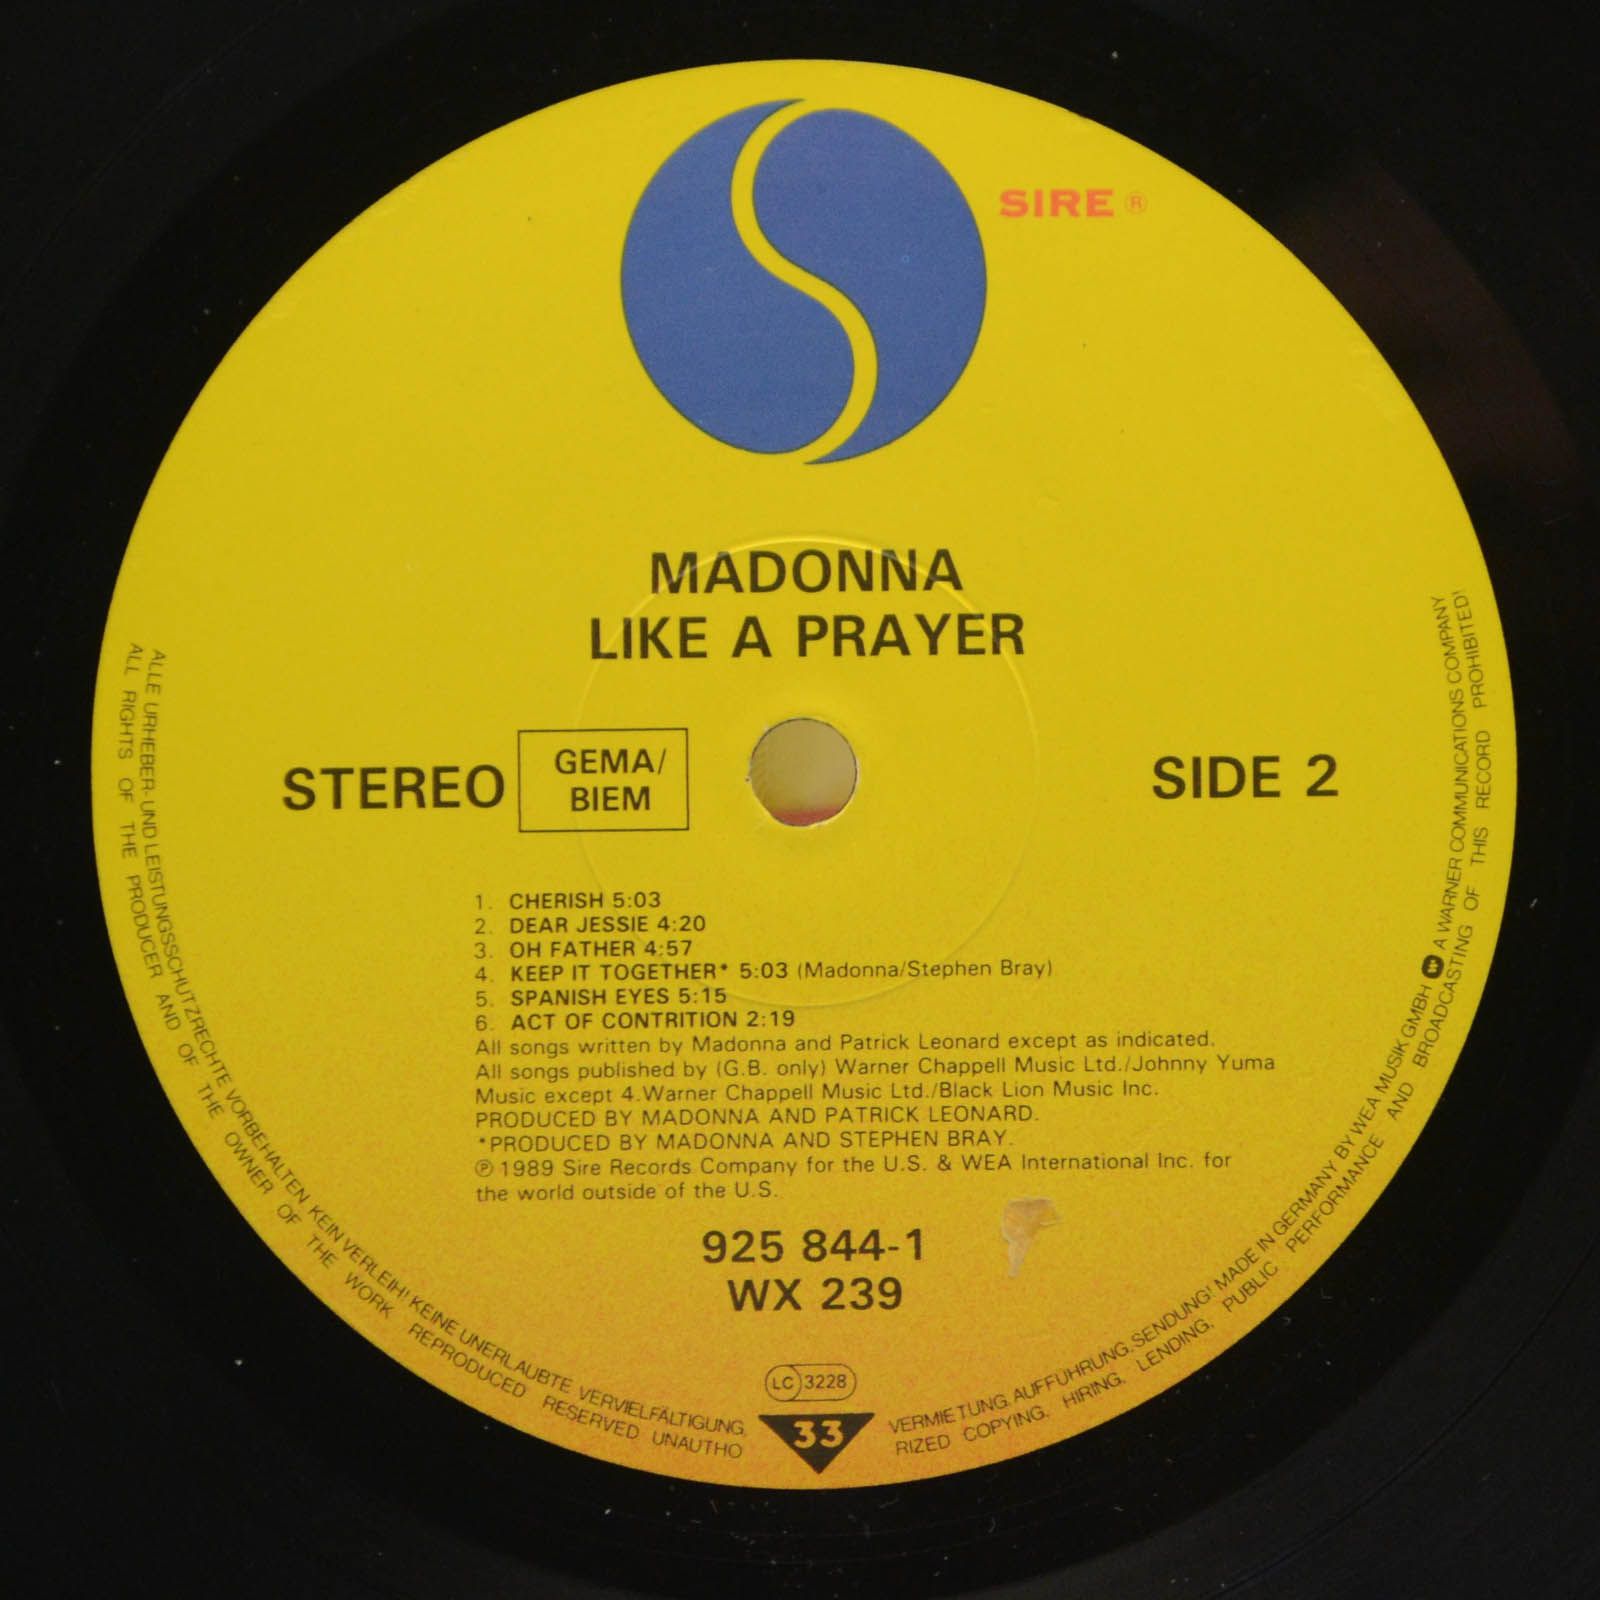 SIRE ®
MADONNA
LIKE A PRAYER
STEREO
GEMA/
BIEM
SIDE 2
1. CHERISH 5:03
2. DEAR JESSIE 4:20
3. OH FATHER 4:57
4. KEEP IT TOGETHER* 5:03 (Madonna/Stephen Bray)
5. SPANISH EYES 5:15
6. ACT OF CONTRITION 2:19
All songs written by Madonna and Patrick Leonard except as indicated.
All songs published by (G.B. only) Warner Chappell Music Ltd./Johnny Yuma
Music except 4.Warner Chappell Music Ltd./Black Lion Music Inc.
PRODUCED BY MADONNA AND PATRICK LEONARD.
*PRODUCED BY MADONNA AND STEPHEN BRAY.
℗ 1989 Sire Records Company for the U.S. & WEA International Inc. for
the world outside of the U.S.
925 844-1
WX 239
LC 3228
33
ALLE URHEBER- UND LEISTUNGSSCHUTZRECHTE VORBEHALTEN KEIN VERLEIH! KEINE UNERLAUBTE VERVIELFÄLTIGUNG, VERMIETUNG, AUFFÜHRUNG, SENDUNG! MADE IN GERMANY BY WEA MUSIK GMBH W A WARNER COMMUNICATIONS COMPANY
ALL RIGHTS OF THE PRODUCER AND OF THE OWNER OF THE WORK REPRODUCED RESERVED UNAUTHORIZED COPYING, HIRING, LENDING, PUBLIC PERFORMANCE AND BROADCASTING OF THIS RECORD PROHIBITED!